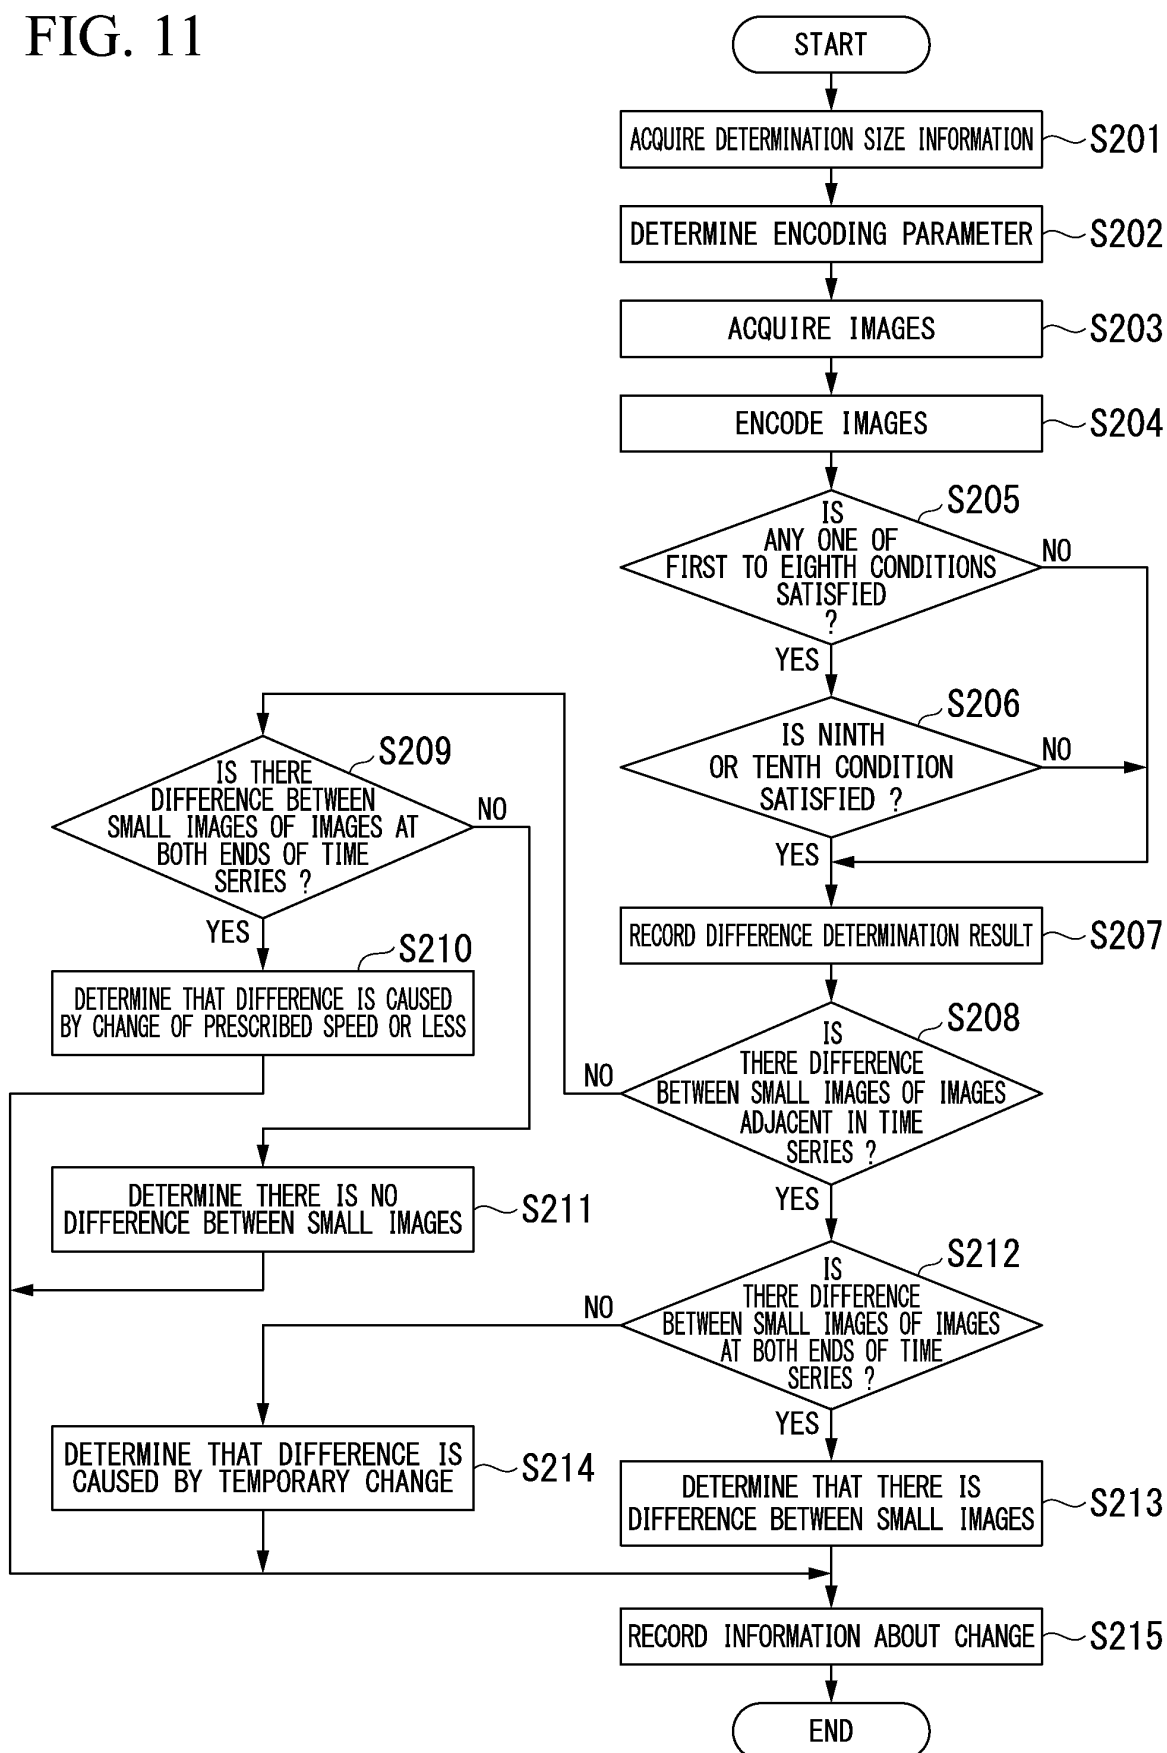 FIG. 11
START
ACQUIRE DETERMINATION SIZE INFORMATION
S201
DETERMINE ENCODING PARAMETER
S202
ACQUIRE IMAGES
S203
ENCODE IMAGES
S204
S205
IS
ANY ONE OF
FIRST TO EIGHTH CONDITIONS
SATISFIED
?
NO
YES
S206
IS NINTH
OR TENTH CONDITION
SATISFIED ?
NO
YES
RECORD DIFFERENCE DETERMINATION RESULT
S207
S208
IS
THERE DIFFERENCE
BETWEEN SMALL IMAGES OF IMAGES
ADJACENT IN TIME
SERIES ?
NO
YES
S209
IS THERE
DIFFERENCE BETWEEN
SMALL IMAGES OF IMAGES AT
BOTH ENDS OF TIME
SERIES ?
NO
YES
S210
DETERMINE THAT DIFFERENCE IS CAUSED
BY CHANGE OF PRESCRIBED SPEED OR LESS
DETERMINE THERE IS NO
DIFFERENCE BETWEEN SMALL IMAGES
S211
S212
IS
THERE DIFFERENCE
BETWEEN SMALL IMAGES OF IMAGES
AT BOTH ENDS OF TIME
SERIES ?
NO
YES
DETERMINE THAT DIFFERENCE IS
CAUSED BY TEMPORARY CHANGE
S214
DETERMINE THAT THERE IS
DIFFERENCE BETWEEN SMALL IMAGES
S213
RECORD INFORMATION ABOUT CHANGE
S215
END